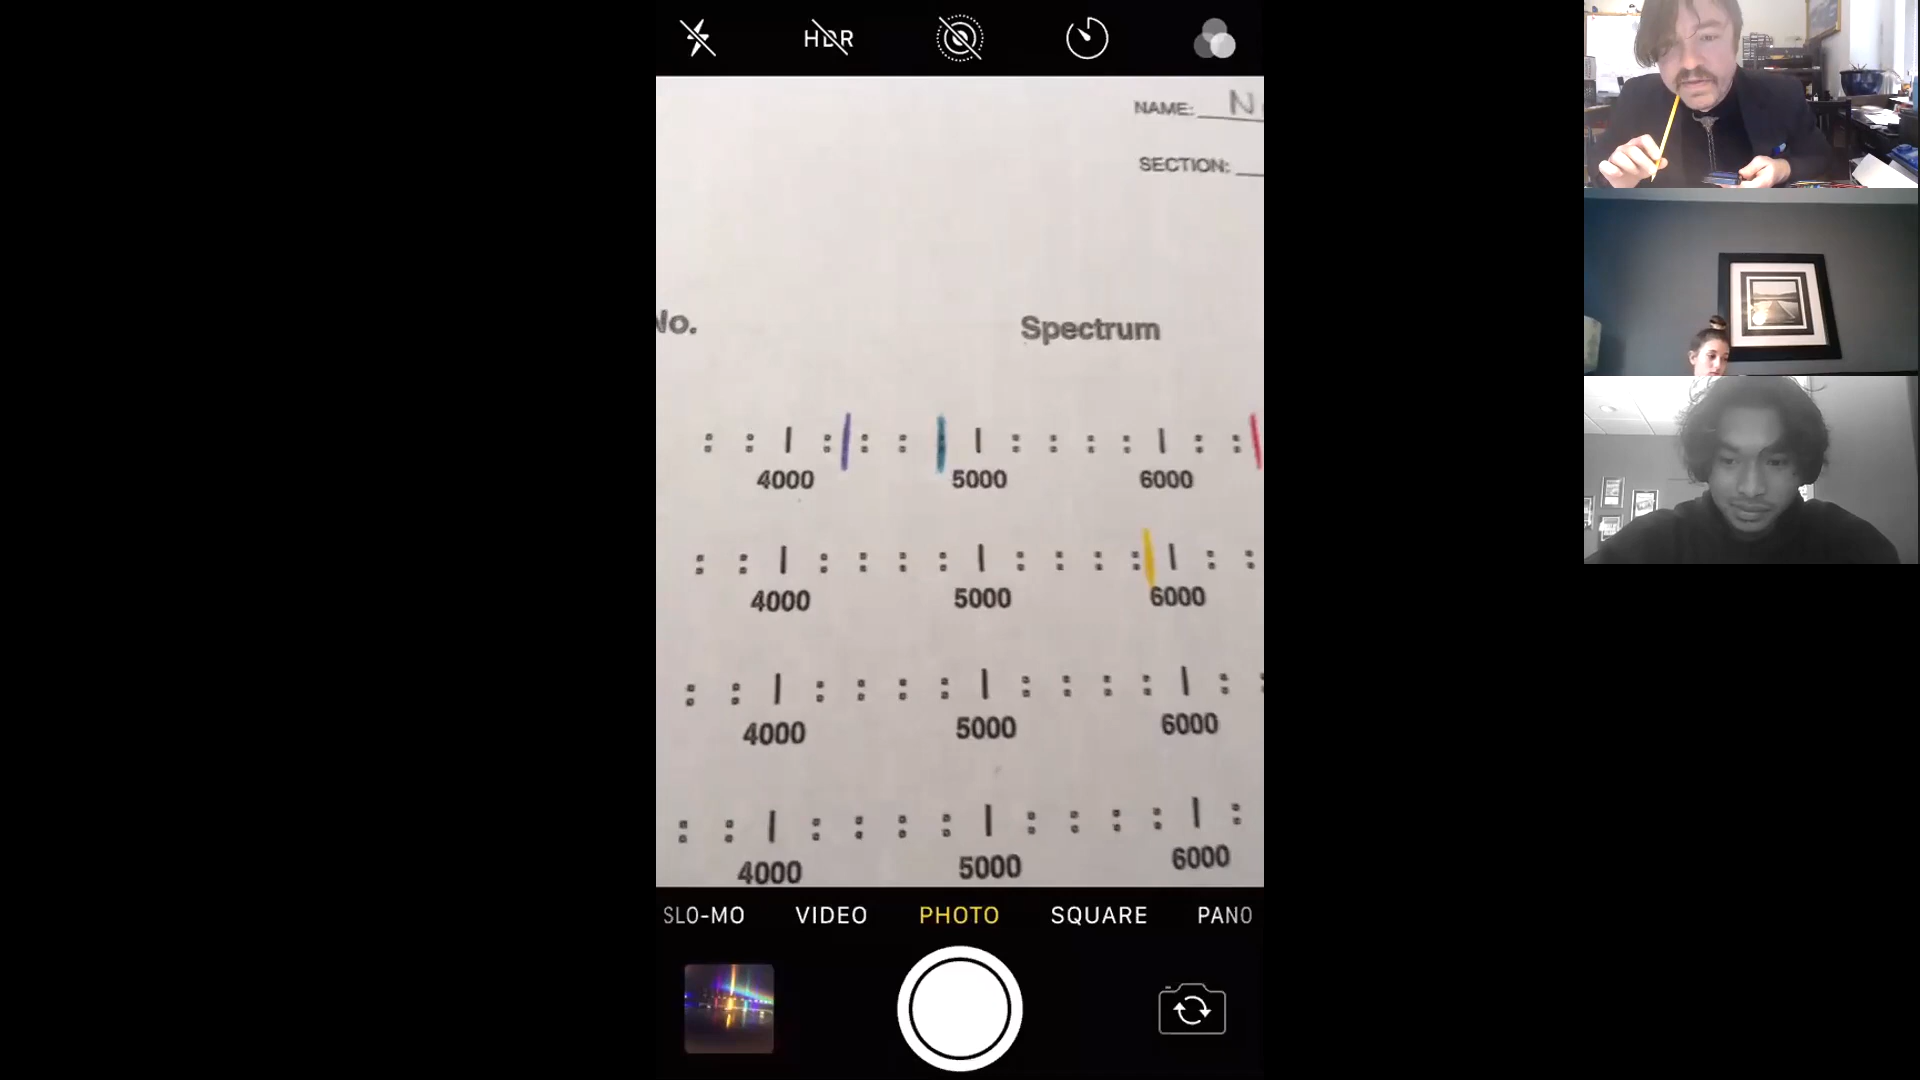 HDR
NAME: N
SECTION:
No. Spectrum
4000 5000 6000
4000 5000 6000
4000 5000 6000
4000 5000 6000
SLO-MO VIDEO PHOTO SQUARE PANO